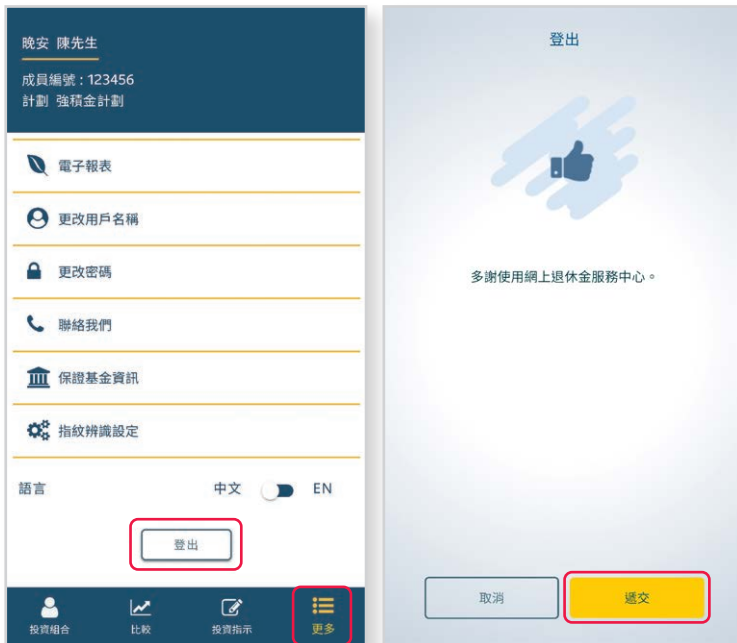 晚安 陳先生
成員編號 : 123456
計劃 強積金計劃
電子報表
更改用戶名稱
更改密碼
聯絡我們
保證基金資訊
指紋辨識設定
語言 中文 EN
登出
投資組合 比較 投資指示 更多
登出
多謝使用網上退休金服務中心。
取消 遞交